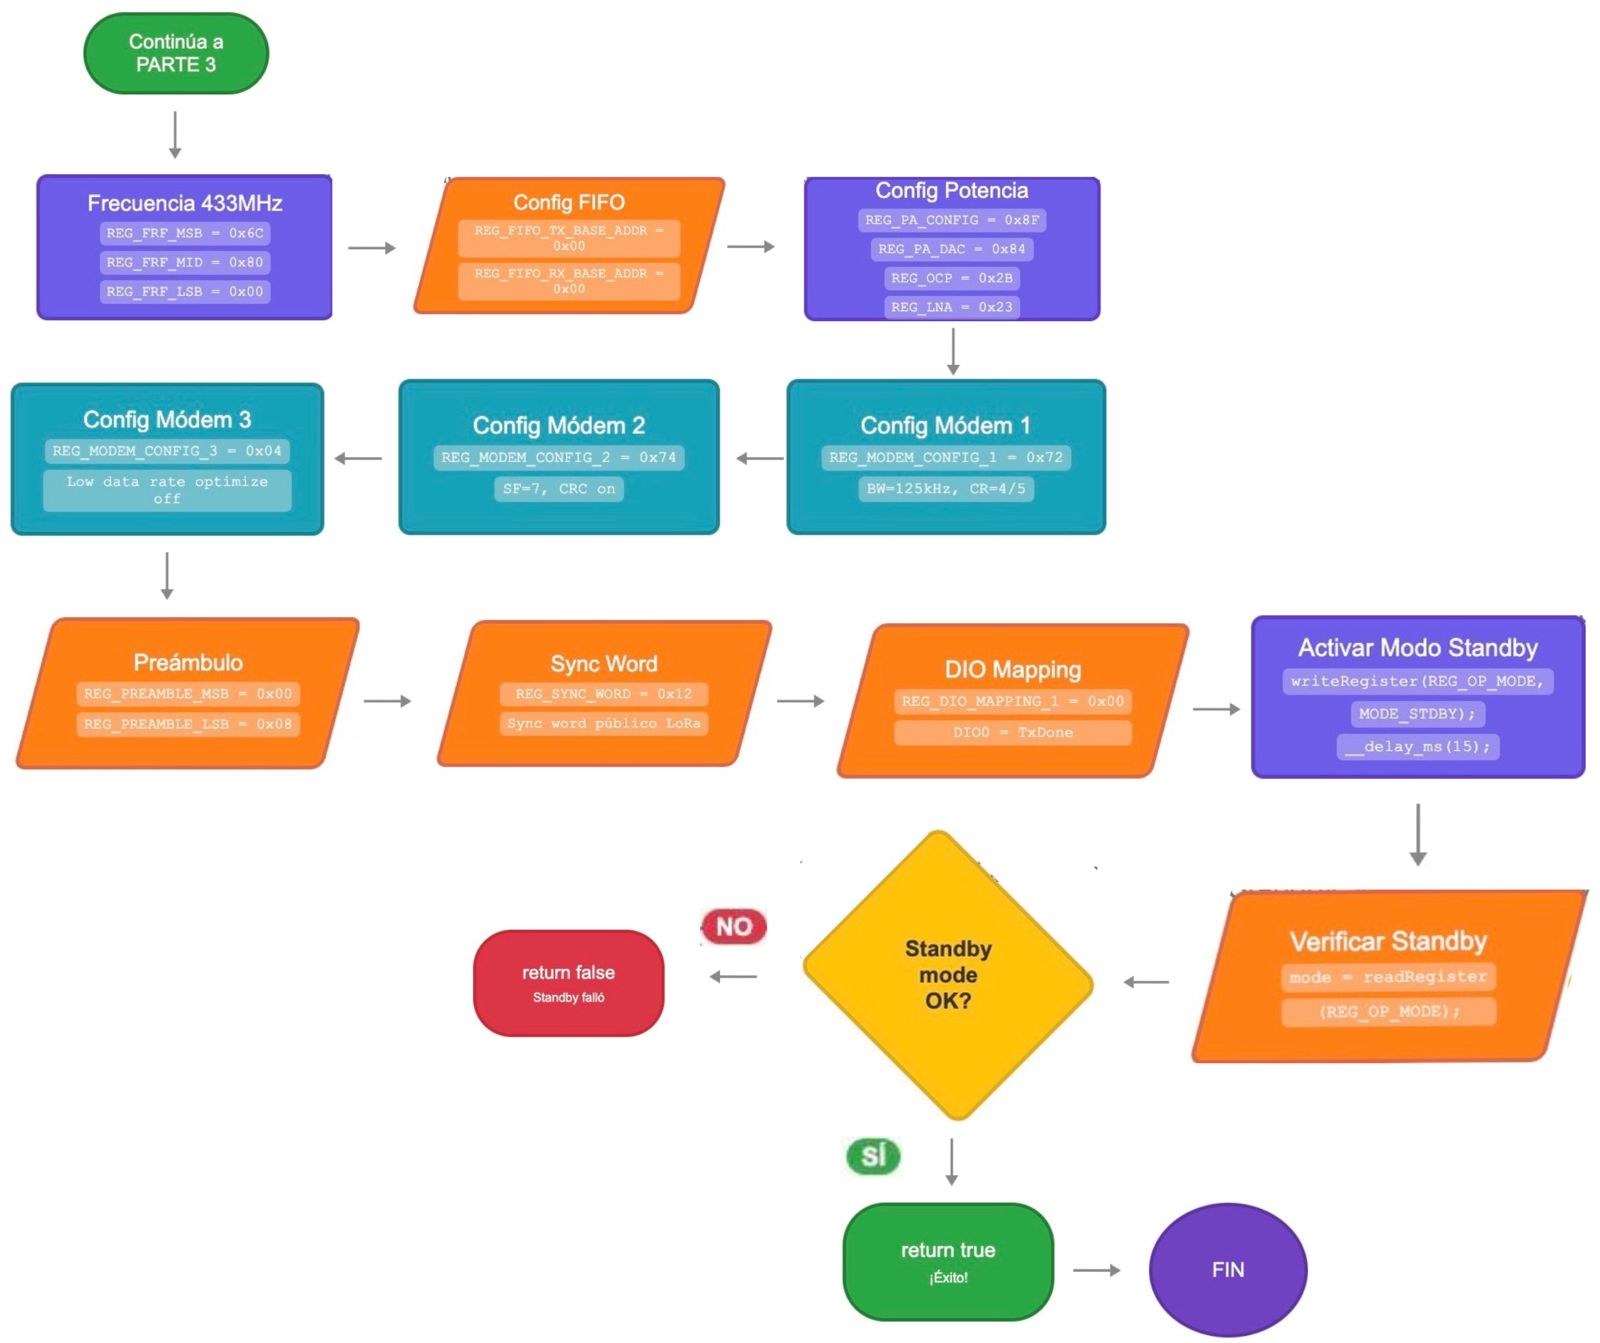 Continúa a
PARTE 3
Frecuencia 433MHz
REG_FRF_MSB = 0x6C
REG_FRF_MID = 0x80
REG_FRF_LSB = 0x00
Config FIFO
REG_FIFO_TX_BASE_ADDR =
0x00
REG_FIFO_RX_BASE_ADDR =
0x00
Config Potencia
REG_PA_CONFIG = 0x8F
REG_PA_DAC = 0x84
REG_OCP = 0x2B
REG_LNA = 0x23
Config Módem 1
REG_MODEM_CONFIG_1 = 0x72
BW=125kHz, CR=4/5
Config Módem 2
REG_MODEM_CONFIG_2 = 0x74
SF=7, CRC on
Config Módem 3
REG_MODEM_CONFIG_3 = 0x04
Low data rate optimize
off
Preámbulo
REG_PREAMBLE_MSB = 0x00
REG_PREAMBLE_LSB = 0x08
Sync Word
REG_SYNC_WORD = 0x12
Sync word público LoRa
DIO Mapping
REG_DIO_MAPPING_1 = 0x00
DIO0 = TxDone
Activar Modo Standby
writeRegister(REG_OP_MODE,
MODE_STDBY);
__delay_ms(15);
Verificar Standby
mode = readRegister
(REG_OP_MODE);
Standby
mode
OK?
NO
return false
Standby falló
SÍ
return true
¡Éxito!
FIN